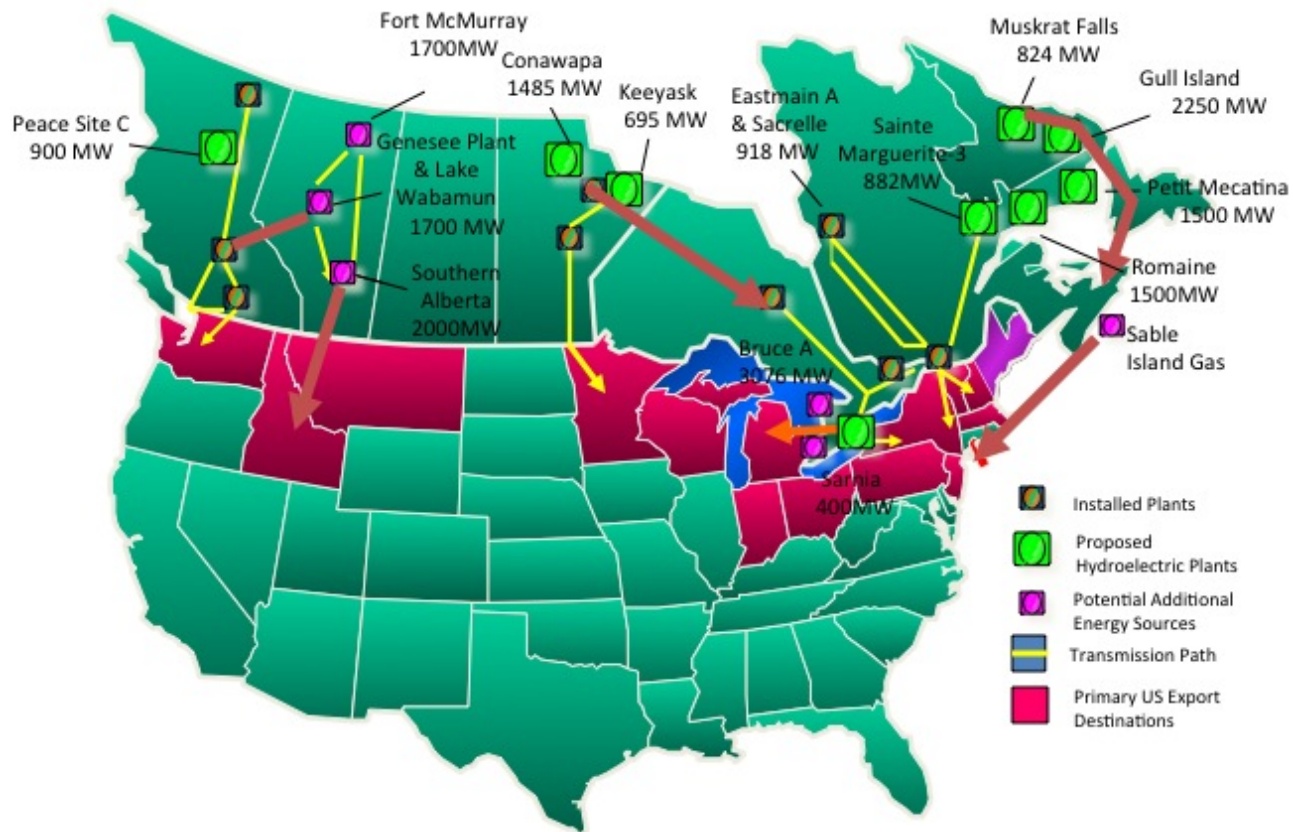 Fort McMurray
1700MW
Conawapa
1485 MW
Keeyask
695 MW
Muskrat Falls
824 MW
Gull Island
2250 MW
Eastmain A
& Sacrelle
918 MW
Sainte
Marguerite-3
882MW
Peace Site C
900 MW
Genesee Plant
& Lake
Wabamun
1700 MW
Petit Mecatina
1500 MW
Southern
Alberta
2000MW
Romaine
1500MW
Sable
Island Gas
Bruce A
3076 MW
Sarnia
400MW
Installed Plants
Proposed
Hydroelectric Plants
Potential Additional
Energy Sources
Transmission Path
Primary US Export
Destinations